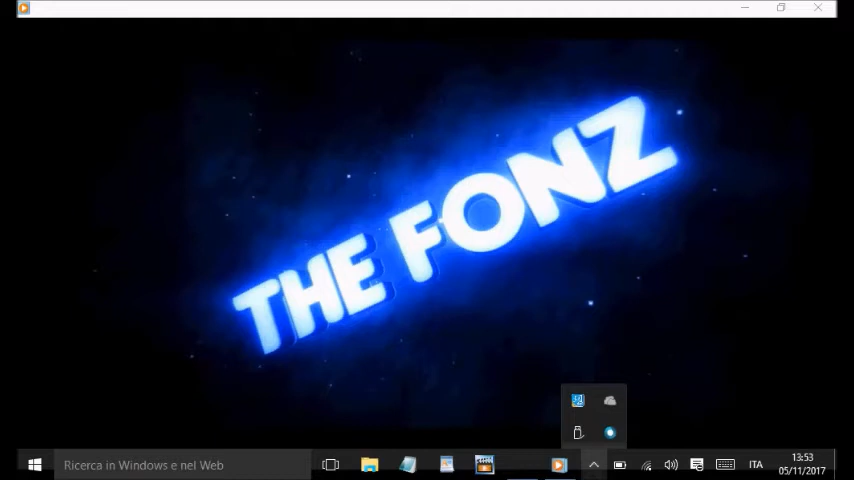 THE FONZ
Ricerca in Windows e nel Web
ITA
13:53
05/11/2017